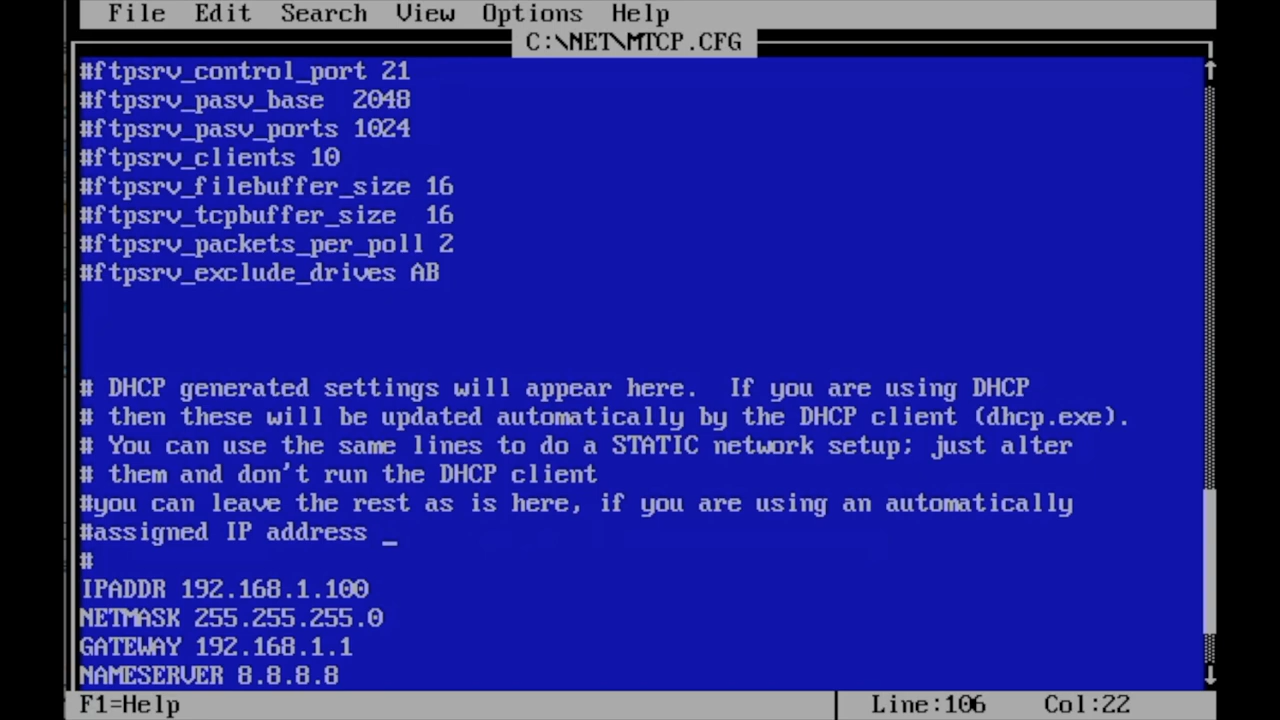 File  Edit  Search  View  Options  Help
C:\NET\MTCP.CFG
#ftpsrv_control_port 21
#ftpsrv_pasv_base  2048
#ftpsrv_pasv_ports 1024
#ftpsrv_clients 10
#ftpsrv_filebuffer_size 16
#ftpsrv_tcpbuffer_size  16
#ftpsrv_packets_per_poll 2
#ftpsrv_exclude_drives AB
# DHCP generated settings will appear here.  If you are using DHCP
# then these will be updated automatically by the DHCP client (dhcp.exe).
# You can use the same lines to do a STATIC network setup; just alter
# them and don't run the DHCP client
#you can leave the rest as is here, if you are using an automatically
#assigned IP address _
#
IPADDR 192.168.1.100
NETMASK 255.255.255.0
GATEWAY 192.168.1.1
NAMESERVER 8.8.8.8
F1=Help  Line:106  Col:22